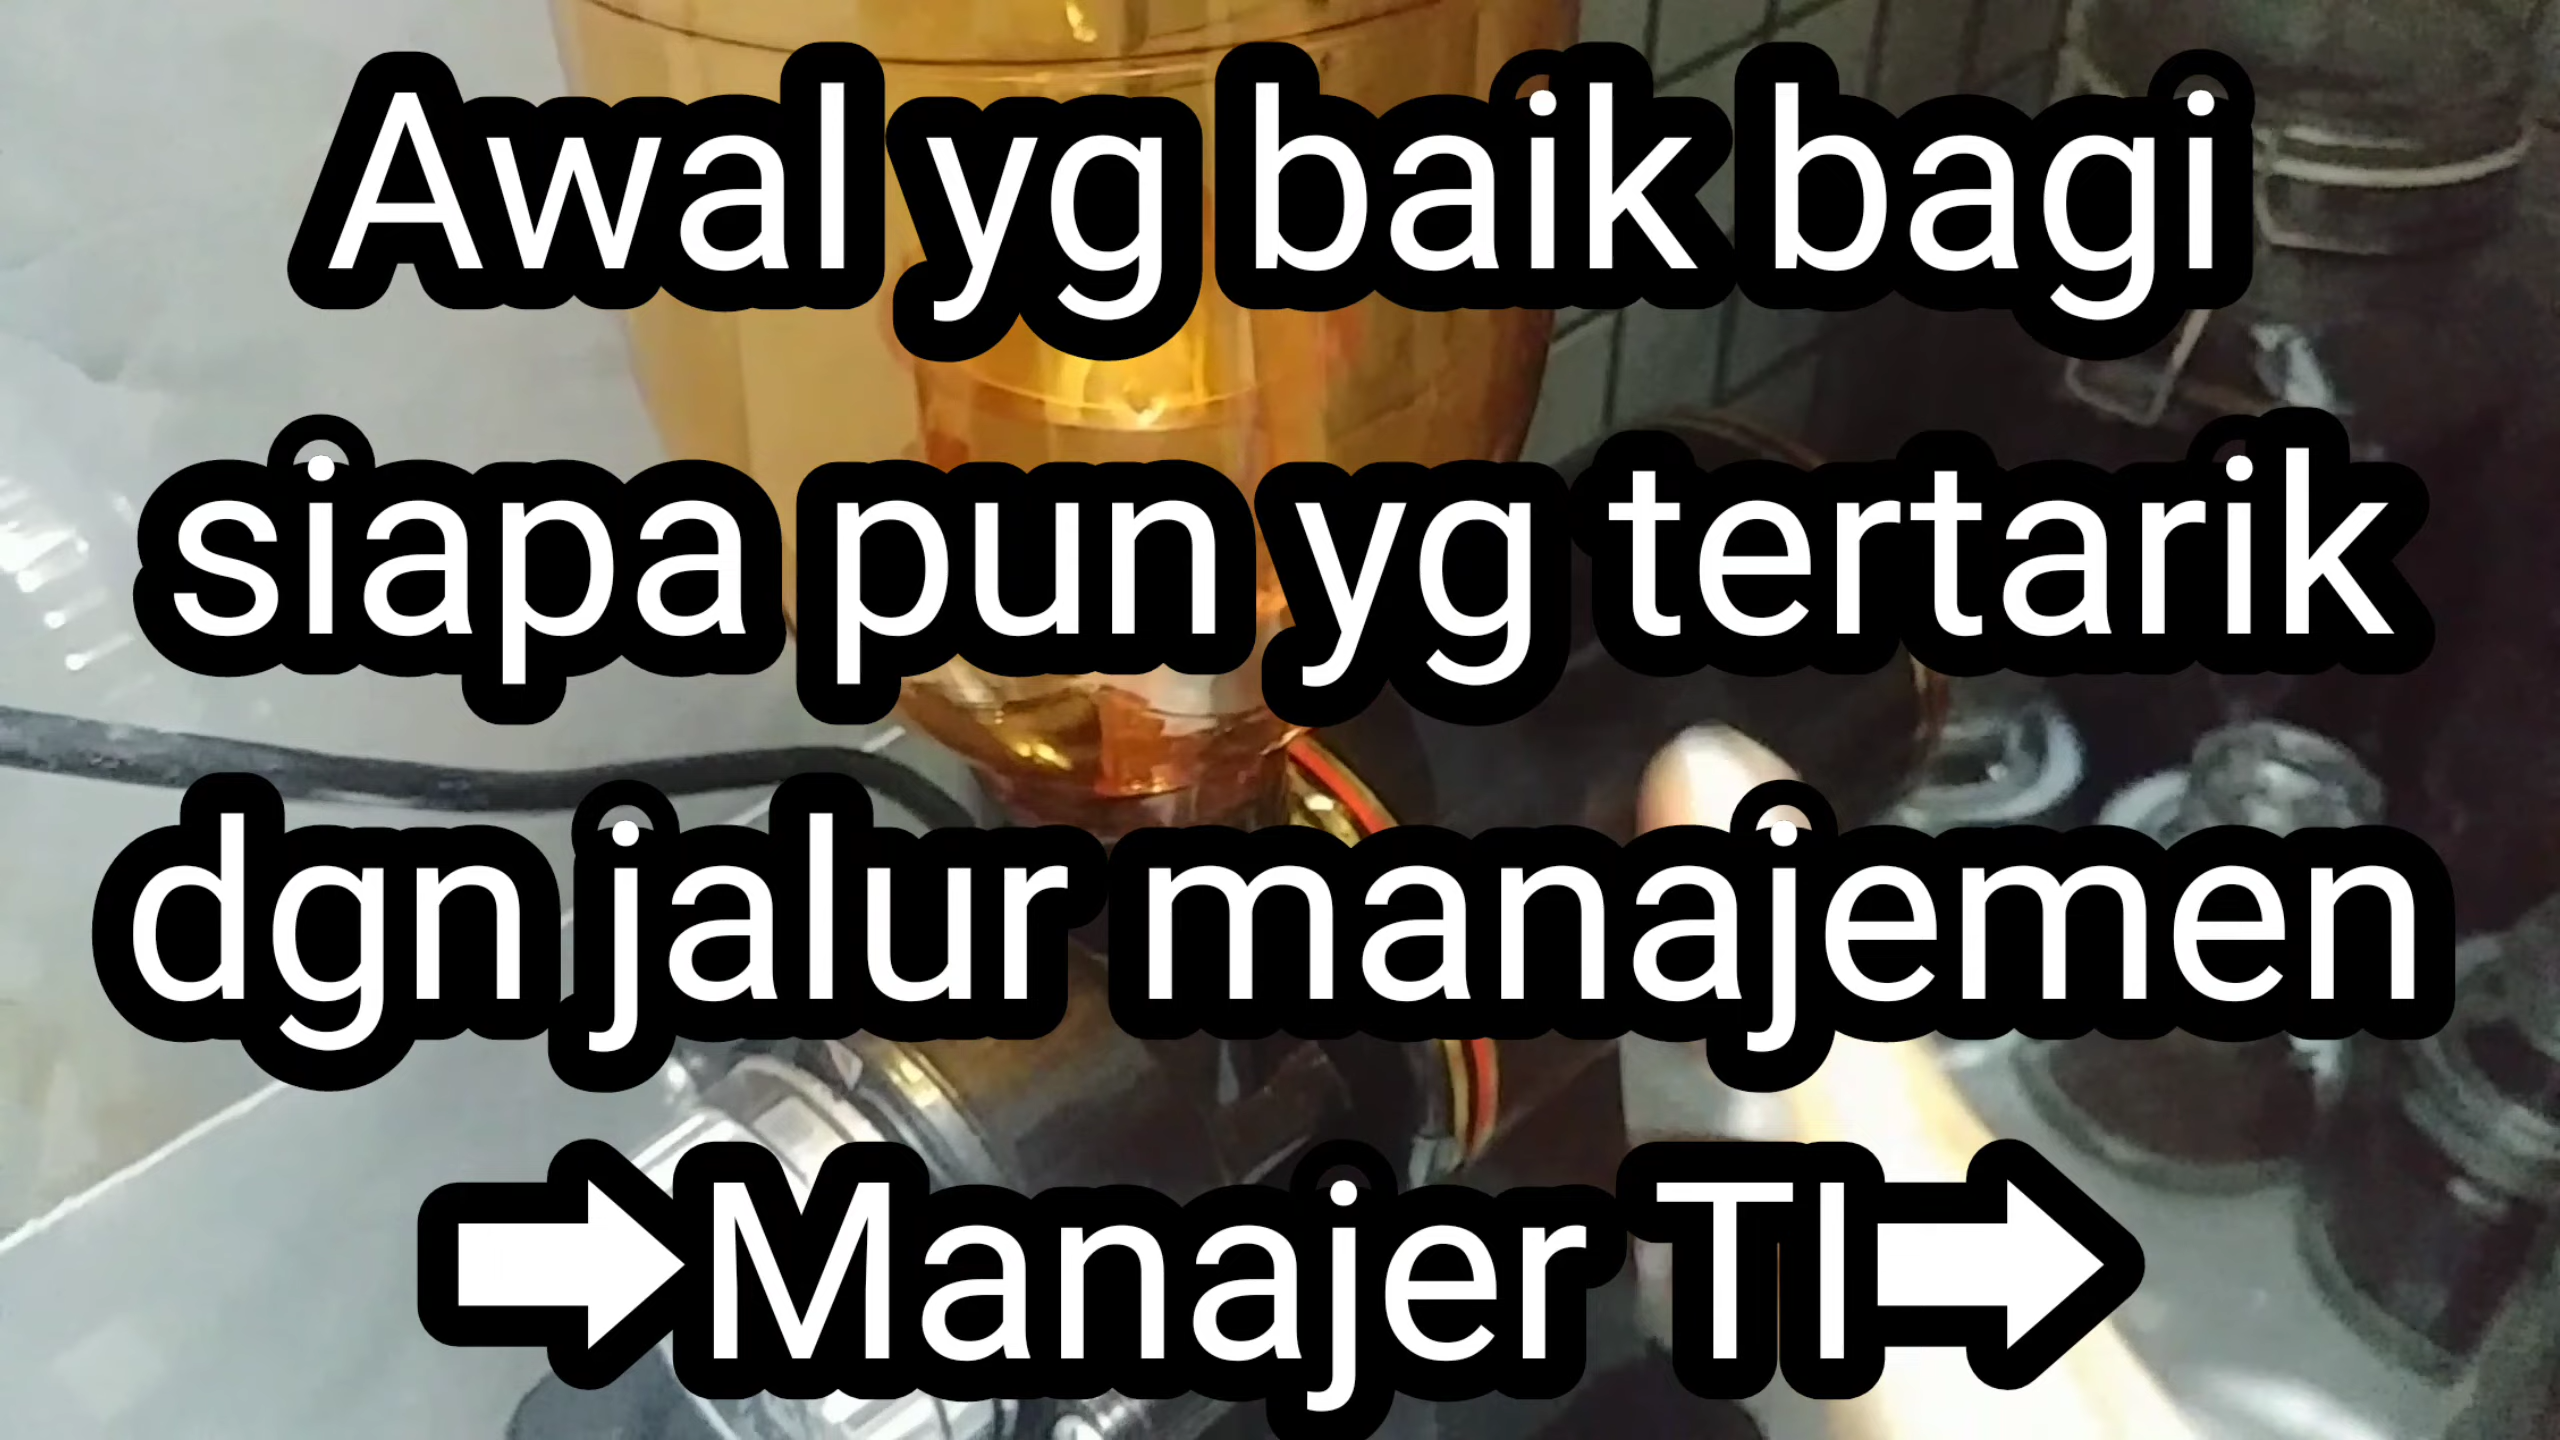 Awal yg baik bagi
siapa pun yg tertarik
dgn jalur manajemen
➡Manajer TI➡